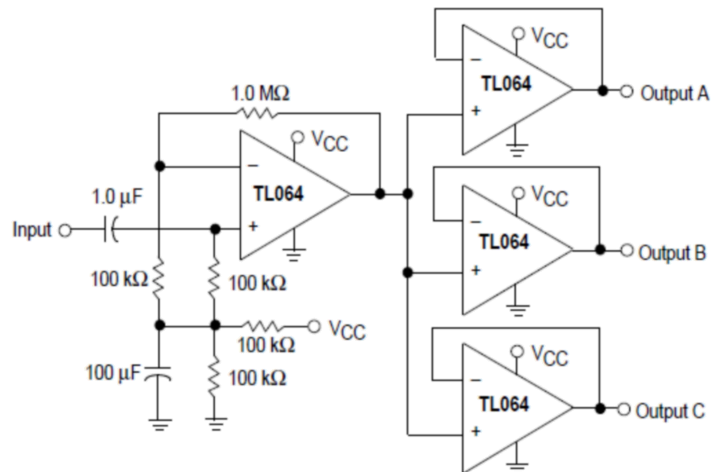 VCC
TL064
Output A
1.0 MΩ
VCC
TL064
1.0 µF
Input
100 kΩ
100 kΩ
VCC
100 kΩ
100 µF
100 kΩ
VCC
TL064
Output B
VCC
TL064
Output C